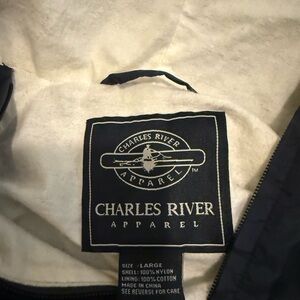 CHARLES RIVER
APPAREL
TM
CHARLES RIVER
APPAREL
SIZE: LARGE
SHELL: 100% NYLON
LINING: 100% COTTON
MADE IN CHINA
SEE REVERSE FOR CARE